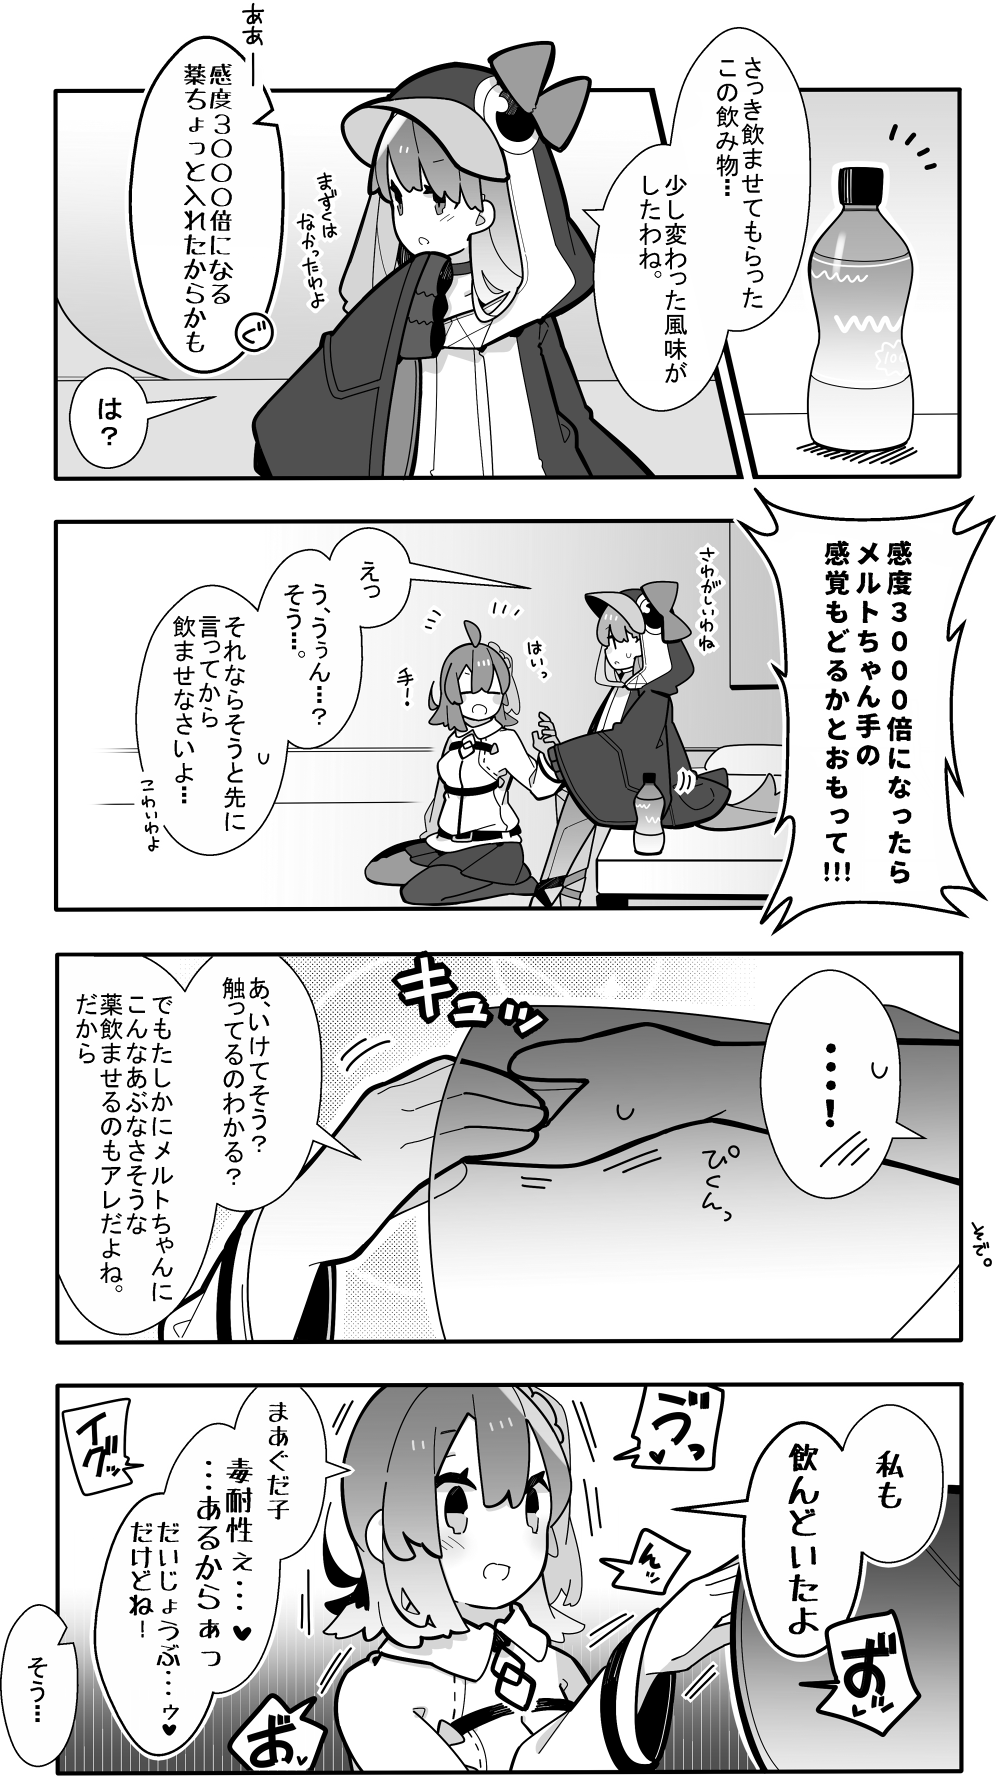 さっき飲ませてもらった
この飲み物…
少し変わった風味が
したわね。
まずくは
なかったわよ
ああー
感度３０００倍になる
薬ちょっと入れたからかも
ぐ
は?
感度３０００倍になったら
メルトちゃん手の
感覚もどるかとおもって!!!
さわがしいわね
はいっ
手!
えっ
う、ううん…?
そう…。
それならそうと先に
言ってから
飲ませなさいよ…
こわいわよ
・・・・!
キュッ
ぴくんっ
そで。
あ、いけてそう?
触ってるのわかる?
でもたしかにメルトちゃんに
こんなあぶなさそうな
薬飲ませるのもアレだよね。
だから
私も
飲んどいたよ
ゔっ♥
んッ
お゙ッ
まあぐだ子
毒耐性ぇ…♥
…あるからぁっ
だいじょうぶ…ゥ♥
だけどね!
イグッ
お゙♥
そう…